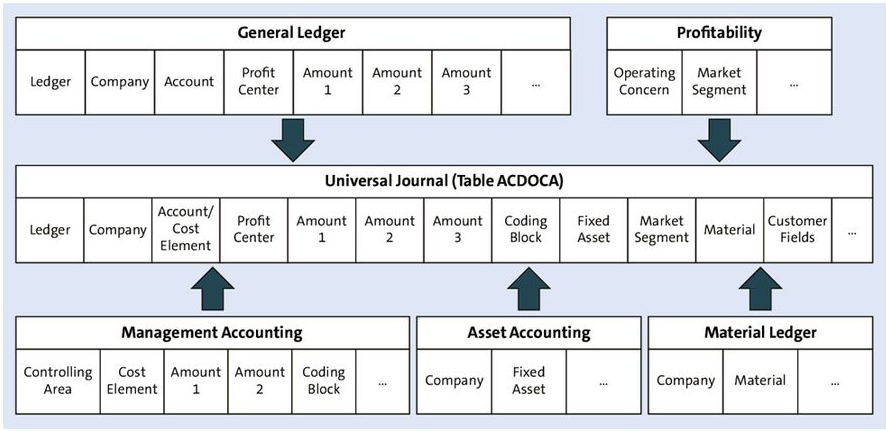 General Ledger
Ledger
Company
Account
Profit
Center
Amount
1
Amount
2
Amount
3
...
Profitability
Operating
Concern
Market
Segment
...
Universal Journal (Table ACDOCA)
Ledger
Company
Account/
Cost
Element
Profit
Center
Amount
1
Amount
2
Amount
3
Coding
Block
Fixed
Asset
Market
Segment
Material
Customer
Fields
...
Management Accounting
Controlling
Area
Cost
Element
Amount
1
Amount
2
Coding
Block
...
Asset Accounting
Company
Fixed
Asset
...
Material Ledger
Company
Material
...